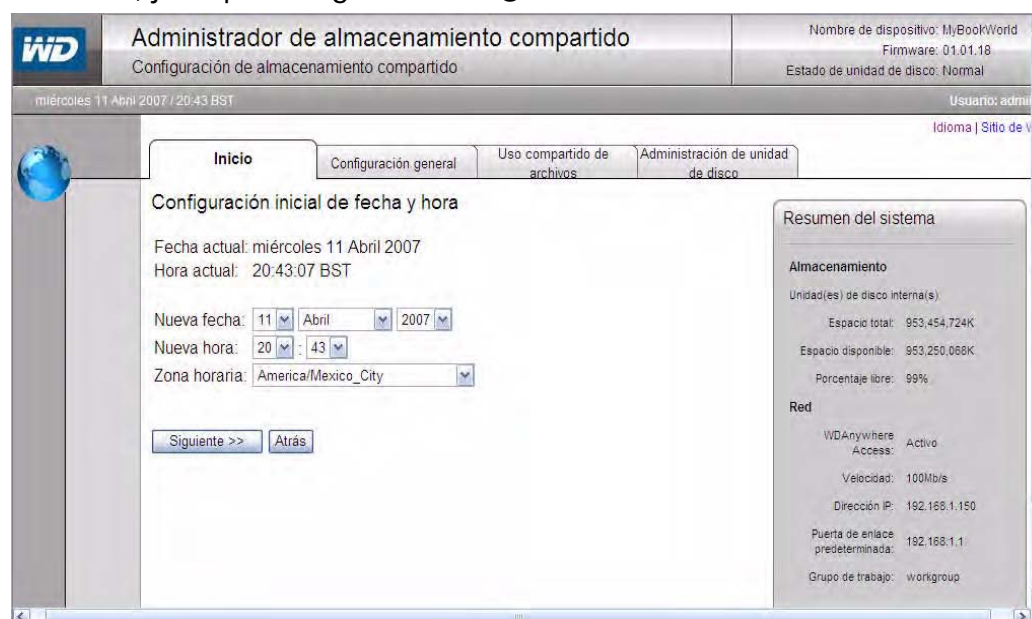 WD
Administrador de almacenamiento compartido
Configuración de almacenamiento compartido
Nombre de dispositivo: MyBookWorld
Firmware: 01.01.18
Estado de unidad de disco: Normal
miércoles 11 Abril 2007 / 20:43 BST
Usuario: admi
Idioma | Sitio de
Inicio
Configuración general
Uso compartido de archivos
Administración de unidad de disco
Configuración inicial de fecha y hora
Fecha actual: miércoles 11 Abril 2007
Hora actual: 20:43:07 BST
Nueva fecha: 11 Abril 2007
Nueva hora: 20 : 43
Zona horaria: America/Mexico_City
Siguiente >> Atrás
Resumen del sistema
Almacenamiento
Unidad(es) de disco interna(s)
Espacio total: 953,454,724K
Espacio disponible: 953,250,068K
Porcentaje libre: 99%
Red
WDAnywhere Access: Activo
Velocidad: 100Mb/s
Dirección IP: 192.168.1.150
Puerta de enlace predeterminada: 192.168.1.1
Grupo de trabajo: workgroup